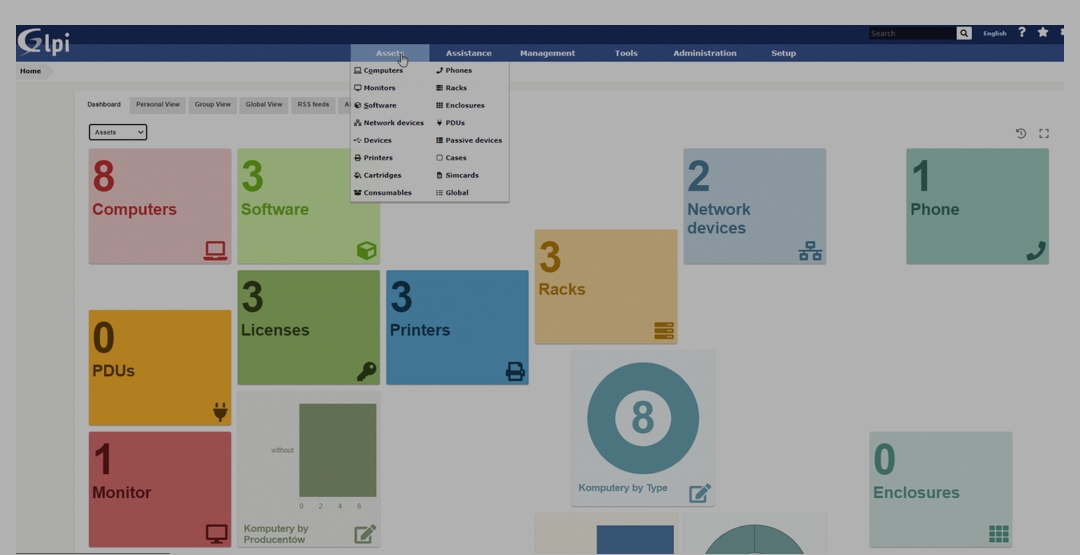 Glpi
Search
English
?
Assets
Assistance
Management
Tools
Administration
Setup
Home
Computers
Phones
Monitors
Racks
Software
Enclosures
Network devices
PDUs
Devices
Passive devices
Printers
Cases
Cartridges
Simcards
Consumables
Global
Dashboard
Personal View
Group View
Global View
RSS feeds
Assets
8
Computers
3
Software
2
Network
devices
1
Phone
3
Racks
3
Licenses
3
Printers
0
PDUs
8
Komputery by Type
without
0 2 4 6
Komputery by
Producentów
1
Monitor
0
Enclosures